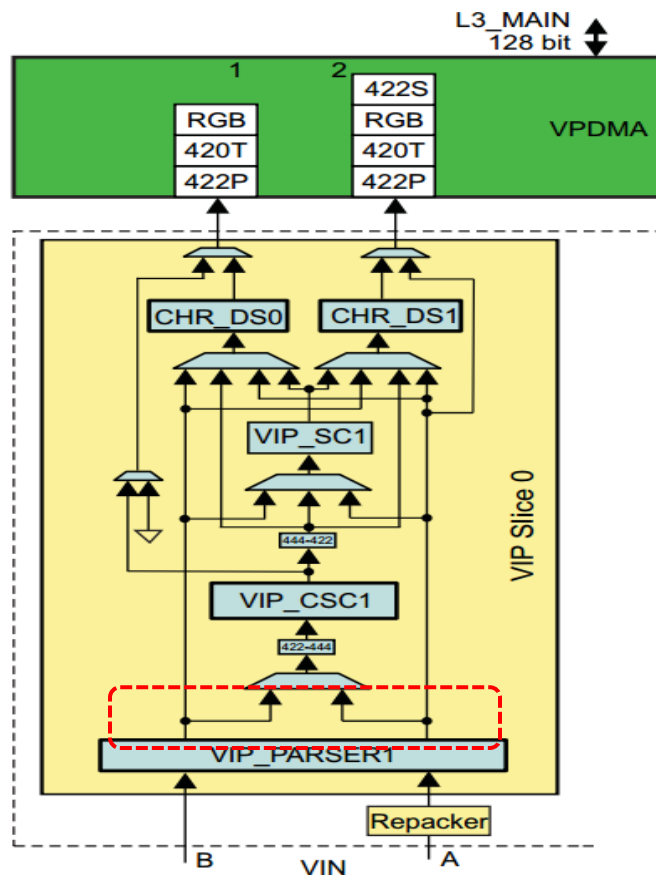 L3_MAIN
128 bit
1
2
422S
RGB
RGB
VPDMA
420T
420T
422P
422P
CHR_DS0
CHR_DS1
VIP_SC1
444-422
VIP_CSC1
422-444
VIP_PARSER1
VIP Slice 0
Repacker
B
A
VIN